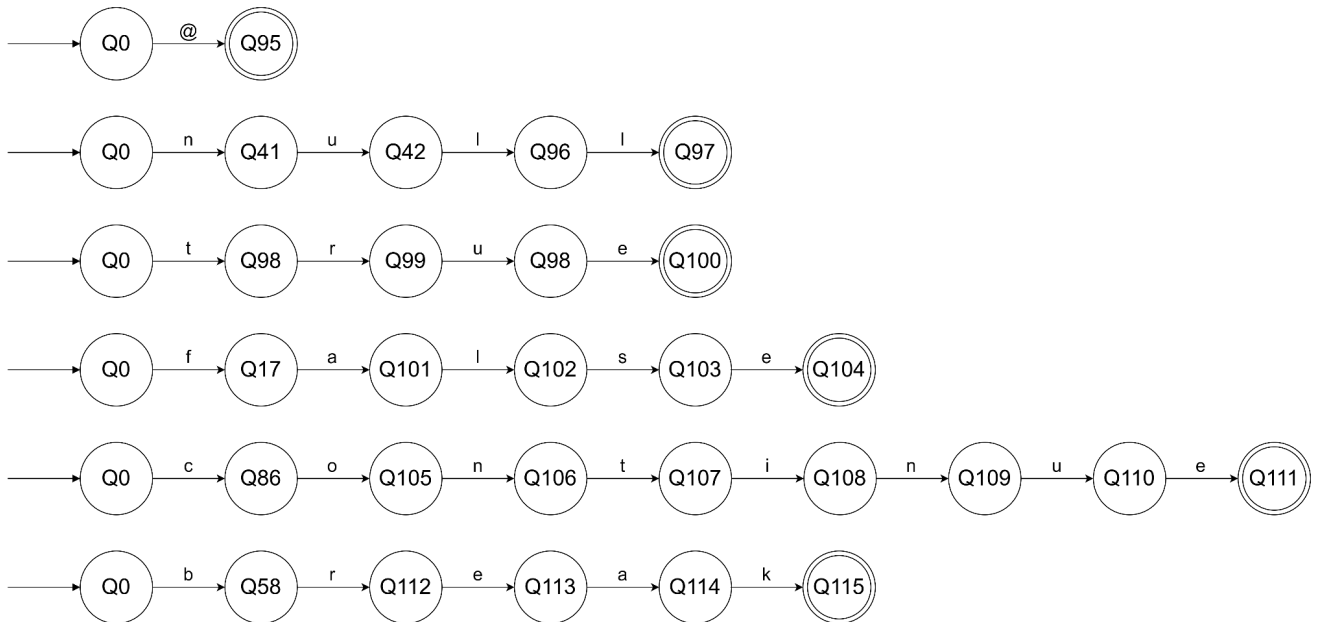 @
Q0 Q95
n u l l
Q0 Q41 Q42 Q96 Q97
t r u e
Q0 Q98 Q99 Q98 Q100
f a l s e
Q0 Q17 Q101 Q102 Q103 Q104
c o n t i n u e
Q0 Q86 Q105 Q106 Q107 Q108 Q109 Q110 Q111
b r e a k
Q0 Q58 Q112 Q113 Q114 Q115